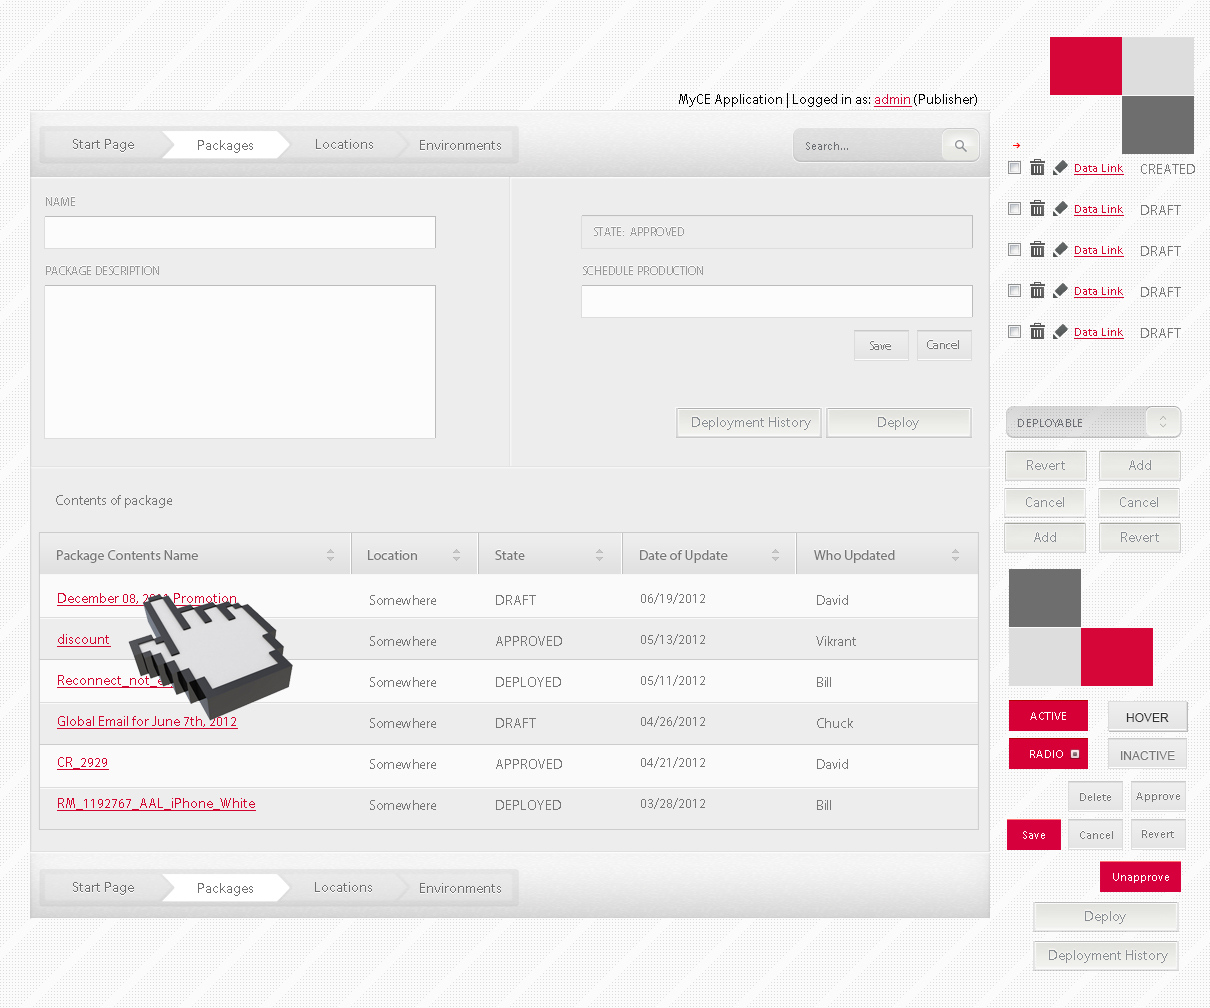 MyCE Application | Logged in as: admin (Publisher)
Start Page Packages Locations Environments
Search...
NAME
STATE: APPROVED
PACKAGE DESCRIPTION
SCHEDULE PRODUCTION
Save Cancel
Deployment History Deploy
Contents of package
Package Contents Name Location State Date of Update Who Updated
December 08, Promotion Somewhere DRAFT 06/19/2012 David
discount Somewhere APPROVED 05/13/2012 Vikrant
Somewhere DEPLOYED 05/11/2012 Bill
Global Email for June 7th, 2012 Somewhere DRAFT 04/26/2012 Chuck
CR_2929 Somewhere APPROVED 04/21/2012 David
RM_1192767_AAL_iPhone_White Somewhere DEPLOYED 03/28/2012 Bill
Start Page Packages Locations Environments
Data Link CREATED
Data Link DRAFT
Data Link DRAFT
Data Link DRAFT
Data Link DRAFT
DEPLOYABLE
Revert Add
Cancel Cancel
Add Revert
ACTIVE HOVER
RADIO INACTIVE
Delete Approve
Save Cancel Revert
Unapprove
Deploy
Deployment History